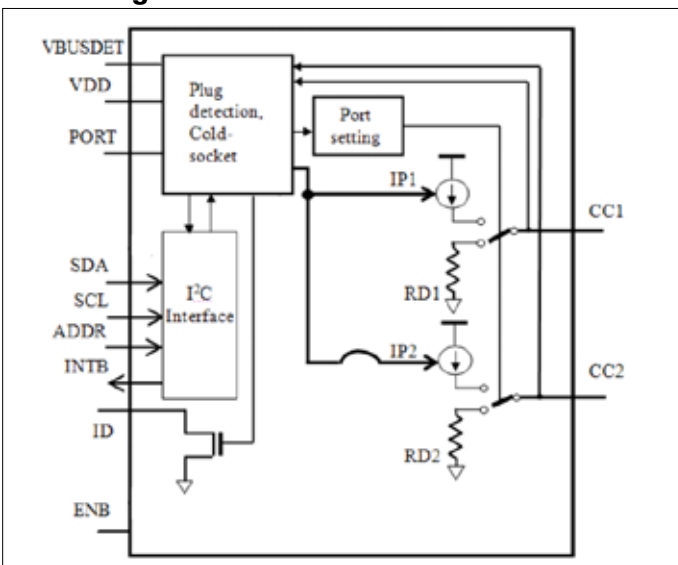 VBUSDET
VDD
PORT
Plug
detection,
Cold-
socket
Port
setting
IP1
CC1
RD1
SDA
SCL
ADDR
INTB
I²C
Interface
IP2
CC2
RD2
ID
ENB